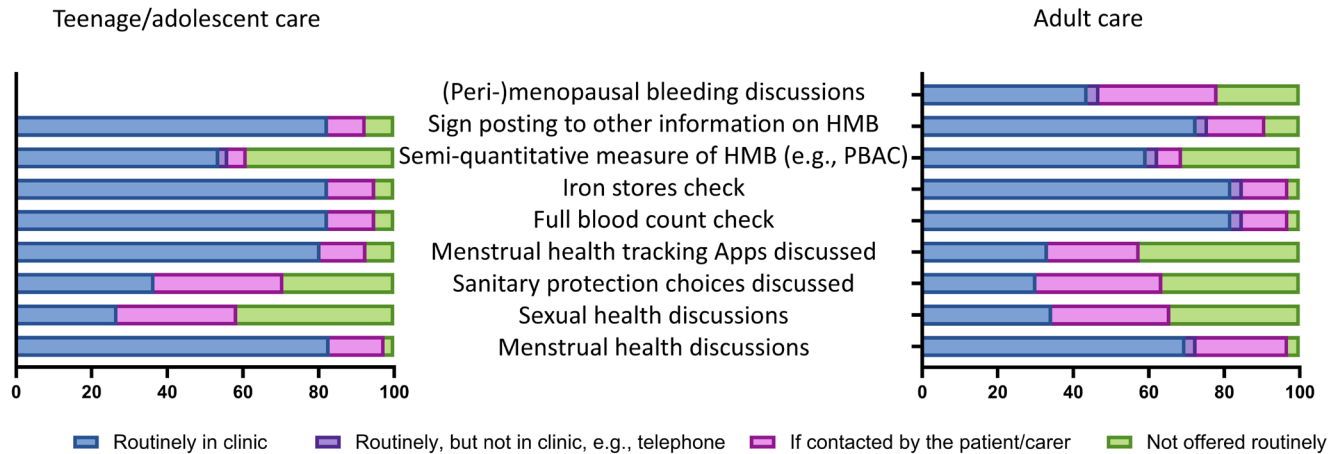 Teenage/adolescent care
Adult care
(Peri-)menopausal bleeding discussions
Sign posting to other information on HMB
Semi-quantitative measure of HMB (e.g., PBAC)
Iron stores check
Full blood count check
Menstrual health tracking Apps discussed
Sanitary protection choices discussed
Sexual health discussions
Menstrual health discussions
0 20 40 60 80 100
0 20 40 60 80 100
Routinely in clinic
Routinely, but not in clinic, e.g., telephone
If contacted by the patient/carer
Not offered routinely